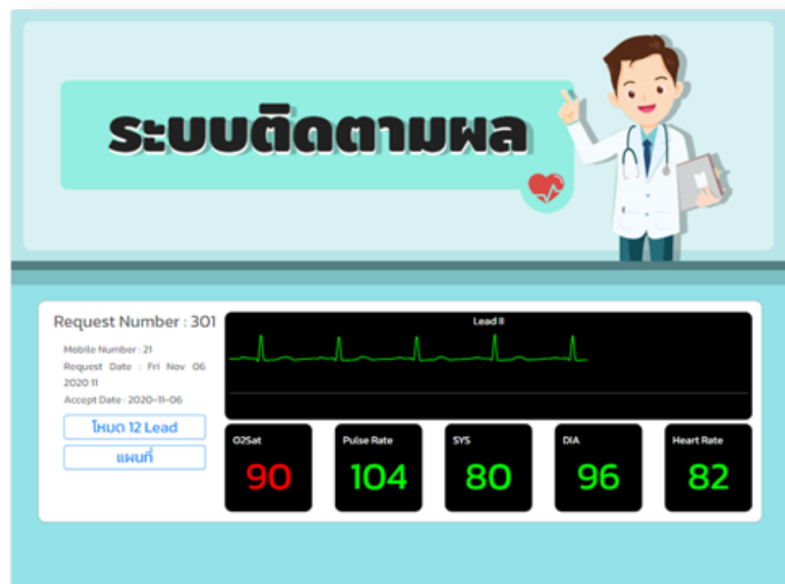 ระบบติดตามผล
Request Number : 301
Mobile Number : 21
Request Date : Fri Nov 06
2020 11
Accept Date : 2020-11-06
โหมด 12 Lead
แผนที่
Lead II
O2Sat
90
Pulse Rate
104
SYS
80
DIA
96
Heart Rate
82